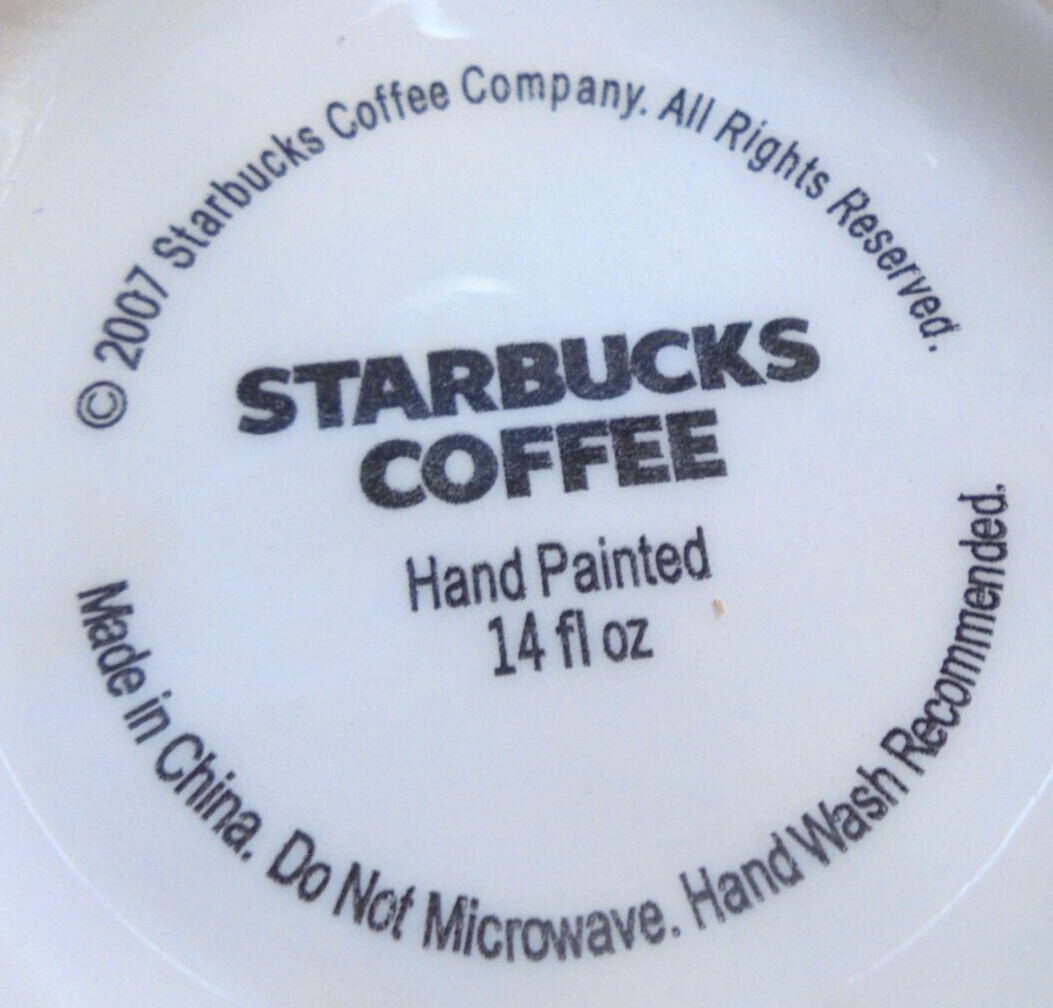 © 2007 Starbucks Coffee Company. All Rights Reserved.
STARBUCKS
COFFEE
Hand Painted
14 fl oz
Made in China. Do Not Microwave. Hand Wash Recommended.